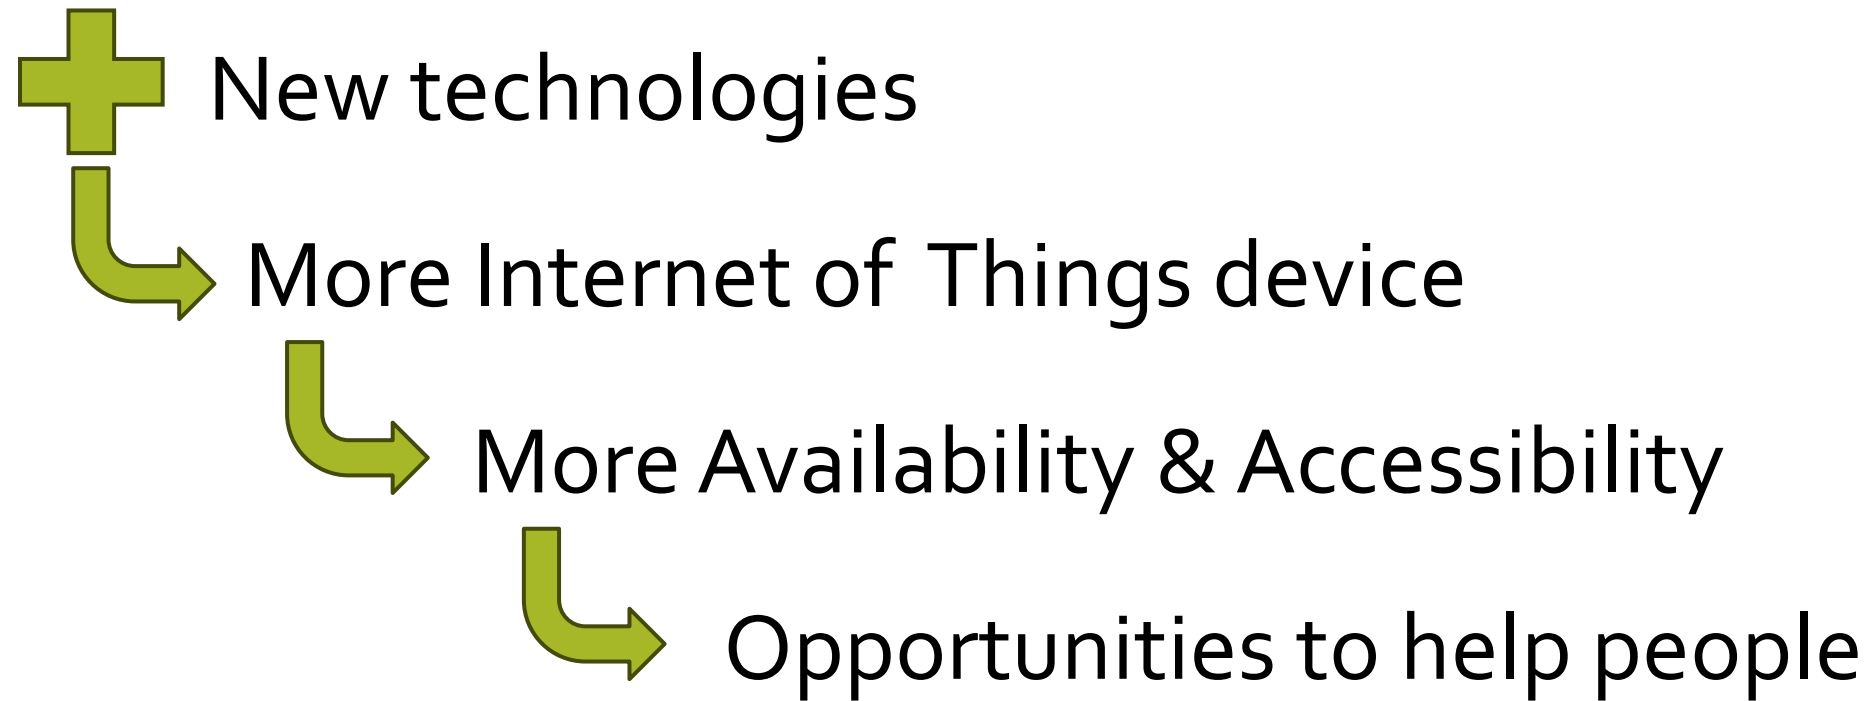 New technologies
More Internet of Things device
More Availability & Accessibility
Opportunities to help people